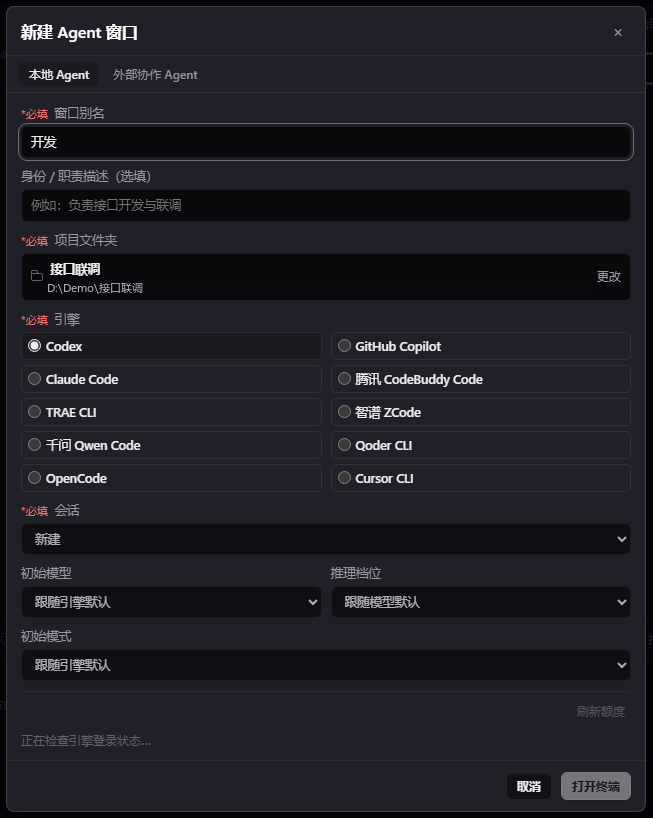 新建 Agent 窗口
×
本地 Agent 外部协作 Agent
*必填 窗口别名
开发
身份 / 职责描述（选填）
例如：负责接口开发与联调
*必填 项目文件夹
接口联调
D:\Demo\接口联调
更改
*必填 引擎
Codex
GitHub Copilot
Claude Code
腾讯 CodeBuddy Code
TRAE CLI
智谱 ZCode
千问 Qwen Code
Qoder CLI
OpenCode
Cursor CLI
*必填 会话
新建
初始模型
推理档位
跟随引擎默认
跟随模型默认
初始模式
跟随引擎默认
刷新额度
正在检查引擎登录状态...
取消
打开终端